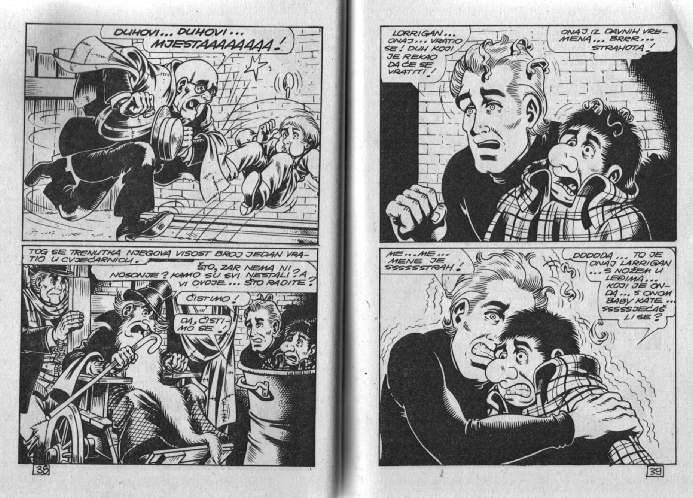 DUHOVI... DUHOVI...
MJESTAAAAAAAA!
TOG SE TRENUTKA NJEGOVA VISOST BROJ JEDAN VRA-
TIO U CVJEĆARNICU.
ŠTO, ZAR NEMA NI
NOSONJE? KAMO SU SVI NESTALI? A
VI OVDJE... ŠTO RADITE?
ČISTIMO!
DA, ČISTI-
MO SE...
38
LORRIGAN...
ONAJ... VRATIO
SE! DUH KOJI
JE REKAO
DA ĆE SE
VRATITI!
ONAJ IZ DAVNIH VRE-
MENA... BRRR...
STRAHOTA!
ME... ME...
MENE JE
SSSSSSTRAH!
DDDDDA... TO JE
ONAJ LARRIGAN
...S NOŽEM U
LEĐIMA...
KOJI JE ON-
DA... S ONOM
BABY KATE...
SSSSSJEĆAŠ
LI SE?
39